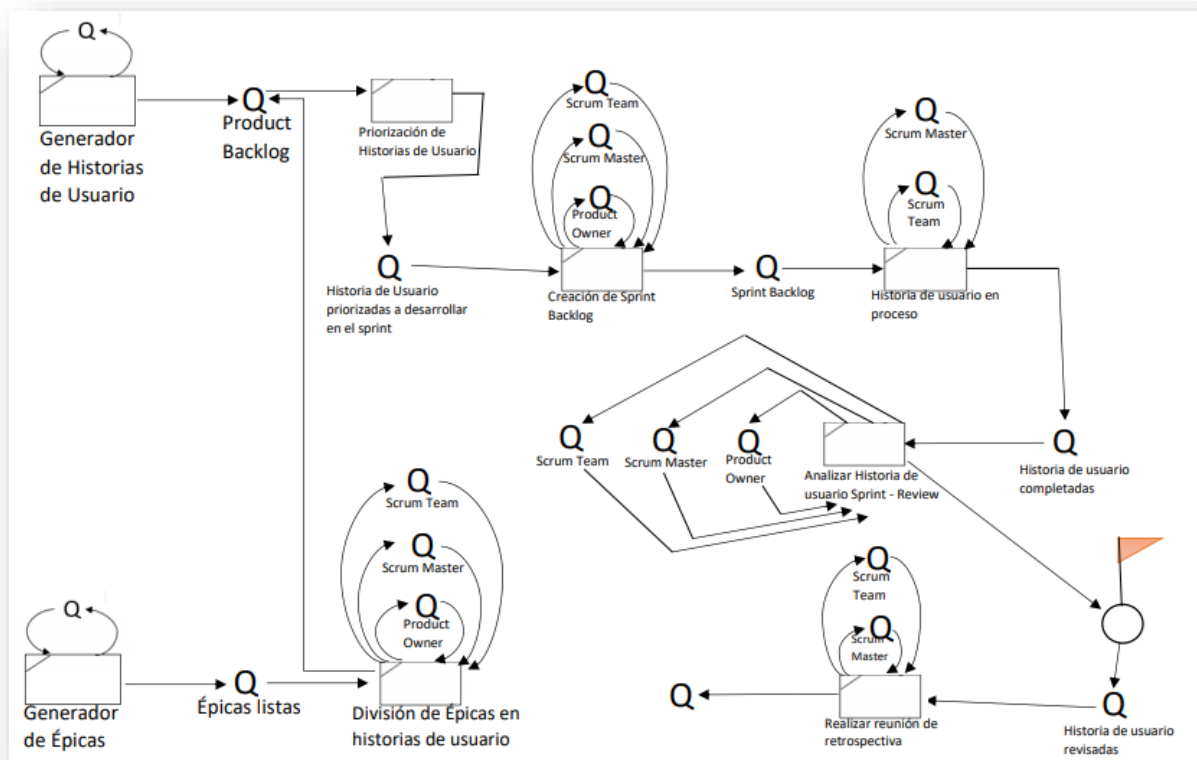 Q
Generador
de Historias
de Usuario
Q
Product
Backlog
Priorización de
Historias de Usuario
Q
Historia de Usuario
priorizadas a desarrollar
en el sprint
Q
Scrum Team
Q
Scrum Master
Q
Product
Owner
Creación de Sprint
Backlog
Q
Sprint Backlog
Q
Scrum Master
Q
Scrum
Team
Historia de usuario en
proceso
Q
Historia de usuario
completadas
Q
Scrum Team
Q
Scrum Master
Q
Product
Owner
Analizar Historia de
usuario Sprint - Review
Q
Generador
de Épicas
Q
Épicas listas
Q
Scrum Team
Q
Scrum Master
Q
Product
Owner
División de Épicas en
historias de usuario
Q
Historia de usuario
revisadas
Q
Scrum
Team
Q
Scrum
Master
Realizar reunión de
retrospectiva
Q